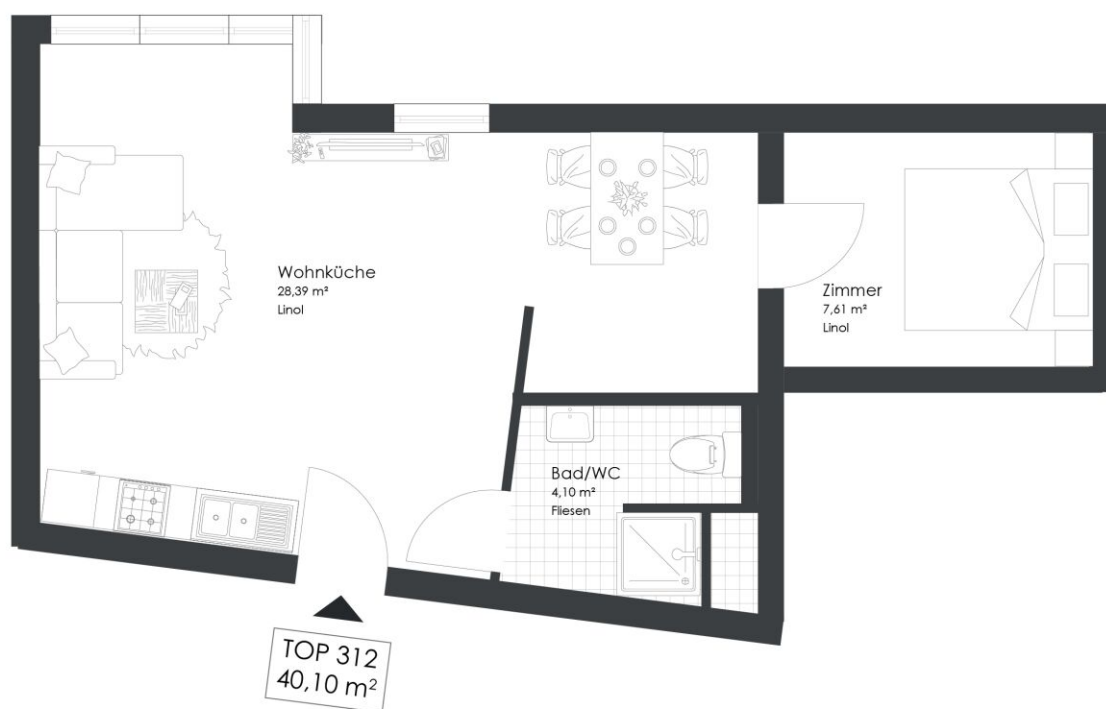 Wohnküche
28,39 m²
Linol
Zimmer
7,61 m²
Linol
Bad/WC
4,10 m²
Fliesen
TOP 312
40,10 m²